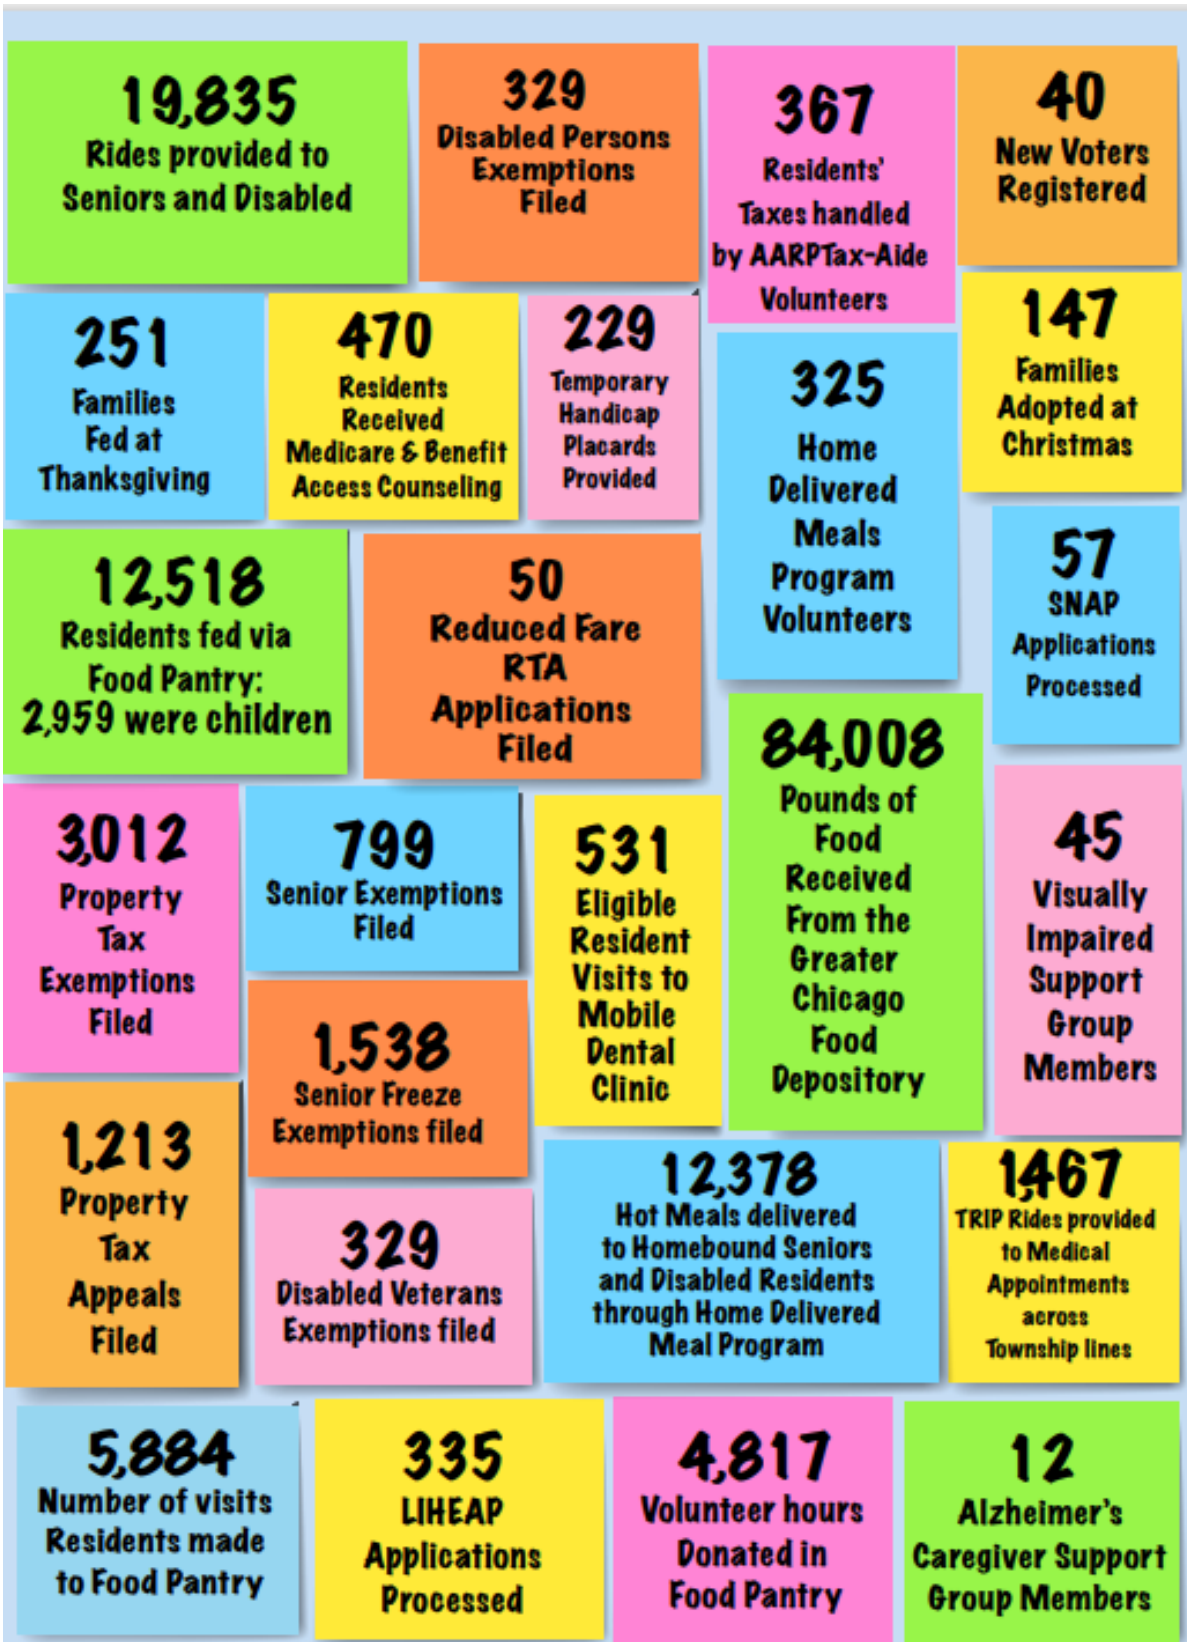 19,835
Rides provided to
Seniors and Disabled
329
Disabled Persons
Exemptions
Filed
367
Residents'
Taxes handled
by AARPTax-Aide
Volunteers
40
New Voters
Registered
251
Families
Fed at
Thanksgiving
470
Residents
Received
Medicare & Benefit
Access Counseling
229
Temporary
Handicap
Placards
Provided
325
Home
Delivered
Meals
Program
Volunteers
147
Families
Adopted at
Christmas
12,518
Residents fed via
Food Pantry:
2,959 were children
50
Reduced Fare
RTA
Applications
Filed
57
SNAP
Applications
Processed
84,008
Pounds of
Food
Received
From the
Greater
Chicago
Food
Depository
3,012
Property
Tax
Exemptions
Filed
799
Senior Exemptions
Filed
531
Eligible
Resident
Visits to
Mobile
Dental
Clinic
45
Visually
Impaired
Support
Group
Members
1,538
Senior Freeze
Exemptions filed
1,213
Property
Tax
Appeals
Filed
329
Disabled Veterans
Exemptions filed
12,378
Hot Meals delivered
to Homebound Seniors
and Disabled Residents
through Home Delivered
Meal Program
1,467
TRIP Rides provided
to Medical
Appointments
across
Township lines
5,884
Number of visits
Residents made
to Food Pantry
335
LIHEAP
Applications
Processed
4,817
Volunteer hours
Donated in
Food Pantry
12
Alzheimer's
Caregiver Support
Group Members